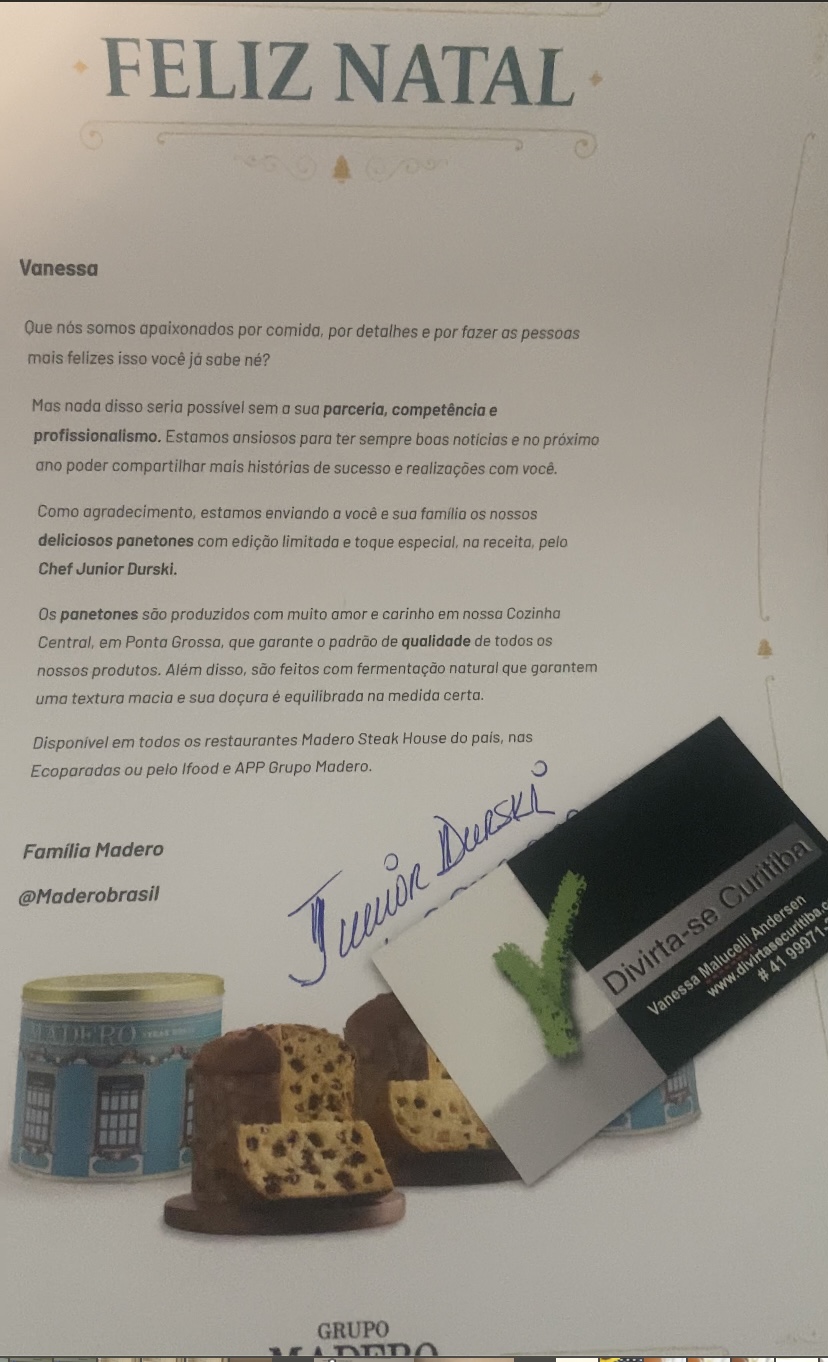 FELIZ NATAL
Vanessa
Que nós somos apaixonados por comida, por detalhes e por fazer as pessoas
mais felizes isso você já sabe né?
Mas nada disso seria possível sem a sua parceria, competência e
profissionalismo. Estamos ansiosos para ter sempre boas notícias e no próximo
ano poder compartilhar mais histórias de sucesso e realizações com você.
Como agradecimento, estamos enviando a você e sua família os nossos
deliciosos panetones com edição limitada e toque especial, na receita, pelo
Chef Junior Durski.
Os panetones são produzidos com muito amor e carinho em nossa Cozinha
Central, em Ponta Grossa, que garante o padrão de qualidade de todos os
nossos produtos. Além disso, são feitos com fermentação natural que garantem
uma textura macia e sua doçura é equilibrada na medida certa.
Disponível em todos os restaurantes Madero Steak House do país, nas
Ecoparadas ou pelo Ifood e APP Grupo Madero.
Família Madero
@Maderobrasil
Junior Durski
Divirta-se Curitiba
Vanessa Malucelli Andersen
www.divirtasecuritiba.c
# 41 99971-
MADERO
GRUPO
MADERO